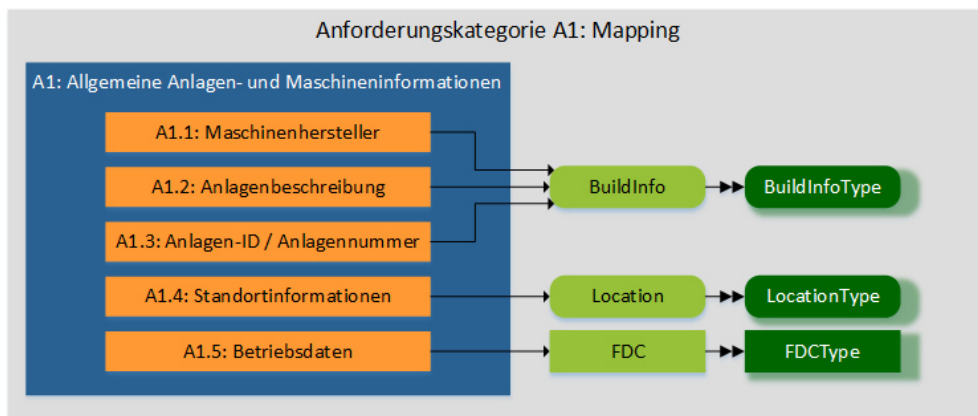 Anforderungskategorie A1: Mapping
A1: Allgemeine Anlagen- und Maschineninformationen
A1.1: Maschinenhersteller
A1.2: Anlagenbeschreibung
BuildInfo
BuildInfoType
A1.3: Anlagen-ID / Anlagennummer
A1.4: Standortinformationen
Location
LocationType
A1.5: Betriebsdaten
FDC
FDCType